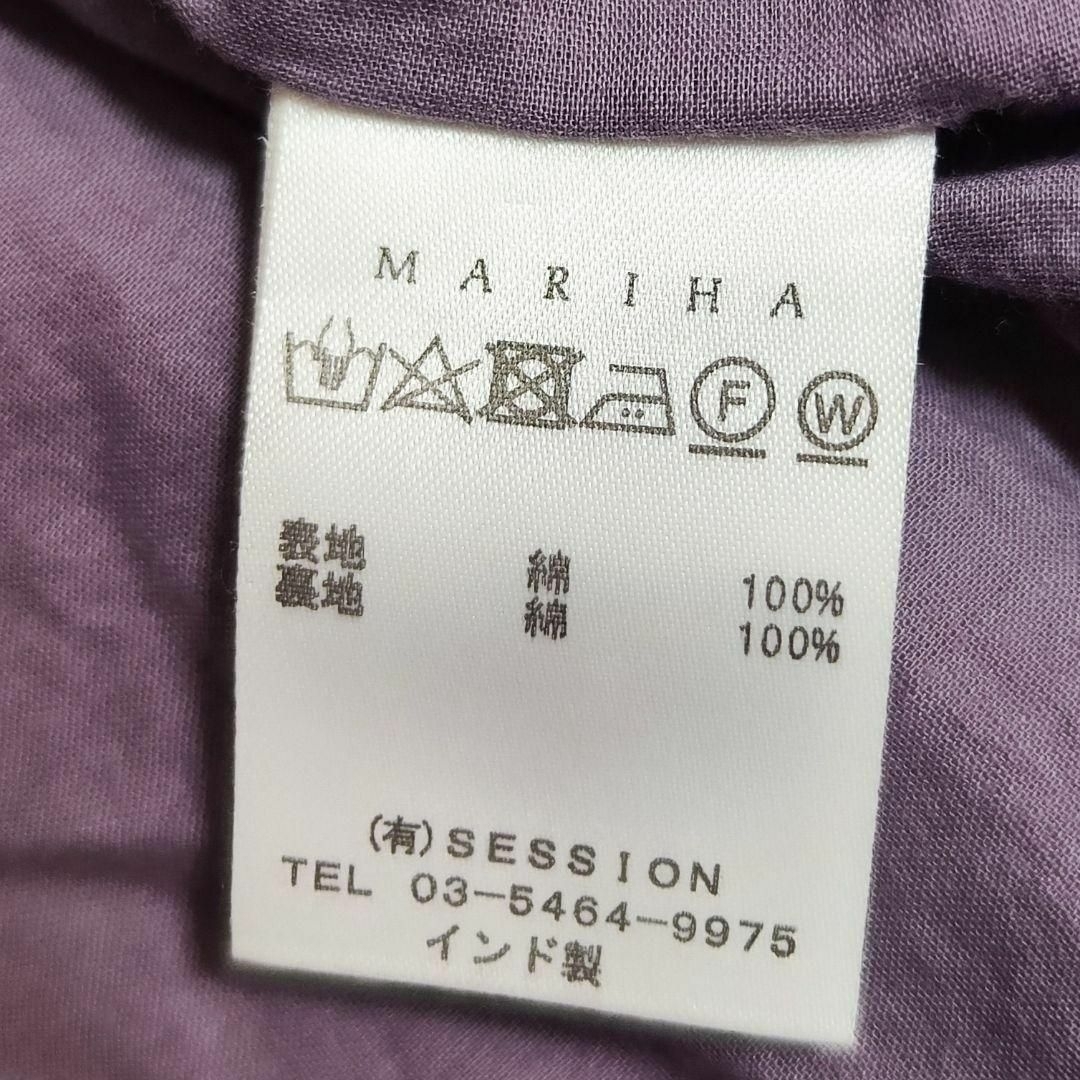 MARIHA
F W
表地 綿 100%
裏地 綿 100%
(有)SESSION
TEL 03-5464-9975
インド製